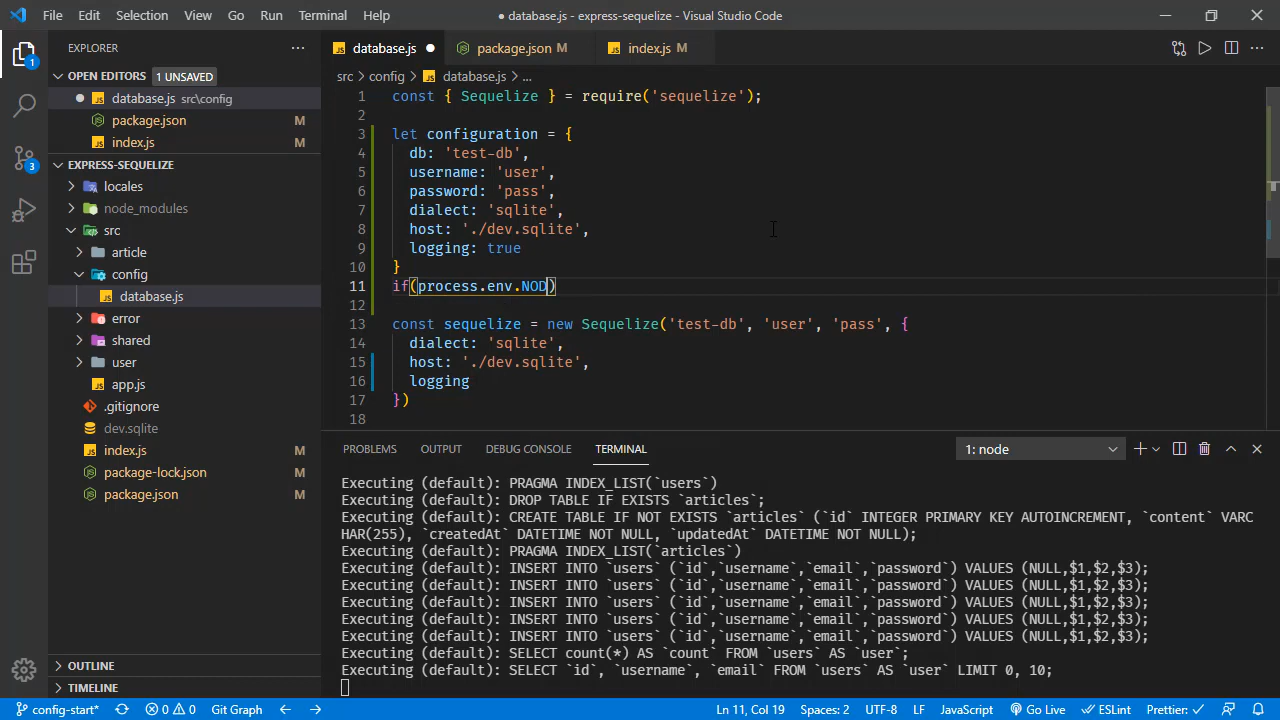 File Edit Selection View Go Run Terminal Help
● database.js - express-sequelize - Visual Studio Code
EXPLORER
OPEN EDITORS 1 UNSAVED
database.js src\config
package.json M
index.js M
EXPRESS-SEQUELIZE
locales
node_modules
src
article
config
database.js
error
shared
user
app.js
.gitignore
dev.sqlite
index.js M
package-lock.json M
package.json M
OUTLINE
TIMELINE
1
3
database.js ● package.json M index.js M
src > config > database.js > ...
1 const { Sequelize } = require('sequelize');
2
3 let configuration = {
4 db: 'test-db',
5 username: 'user',
6 password: 'pass',
7 dialect: 'sqlite',
8 host: './dev.sqlite',
9 logging: true
10 }
11 if(process.env.NOD)
12
13 const sequelize = new Sequelize('test-db', 'user', 'pass', {
14 dialect: 'sqlite',
15 host: './dev.sqlite',
16 logging
17 })
18
PROBLEMS OUTPUT DEBUG CONSOLE TERMINAL 1: node
Executing (default): PRAGMA INDEX_LIST(`users`)
Executing (default): DROP TABLE IF EXISTS `articles`;
Executing (default): CREATE TABLE IF NOT EXISTS `articles` (`id` INTEGER PRIMARY KEY AUTOINCREMENT, `content` VARC
HAR(255), `createdAt` DATETIME NOT NULL, `updatedAt` DATETIME NOT NULL);
Executing (default): PRAGMA INDEX_LIST(`articles`)
Executing (default): INSERT INTO `users` (`id`,`username`,`email`,`password`) VALUES (NULL,$1,$2,$3);
Executing (default): INSERT INTO `users` (`id`,`username`,`email`,`password`) VALUES (NULL,$1,$2,$3);
Executing (default): INSERT INTO `users` (`id`,`username`,`email`,`password`) VALUES (NULL,$1,$2,$3);
Executing (default): INSERT INTO `users` (`id`,`username`,`email`,`password`) VALUES (NULL,$1,$2,$3);
Executing (default): INSERT INTO `users` (`id`,`username`,`email`,`password`) VALUES (NULL,$1,$2,$3);
Executing (default): SELECT count(*) AS `count` FROM `users` AS `user`;
Executing (default): SELECT `id`, `username`, `email` FROM `users` AS `user` LIMIT 0, 10;
config-start* 0 0 Git Graph Ln 11, Col 19 Spaces: 2 UTF-8 LF JavaScript Go Live ESLint Prettier: ✓